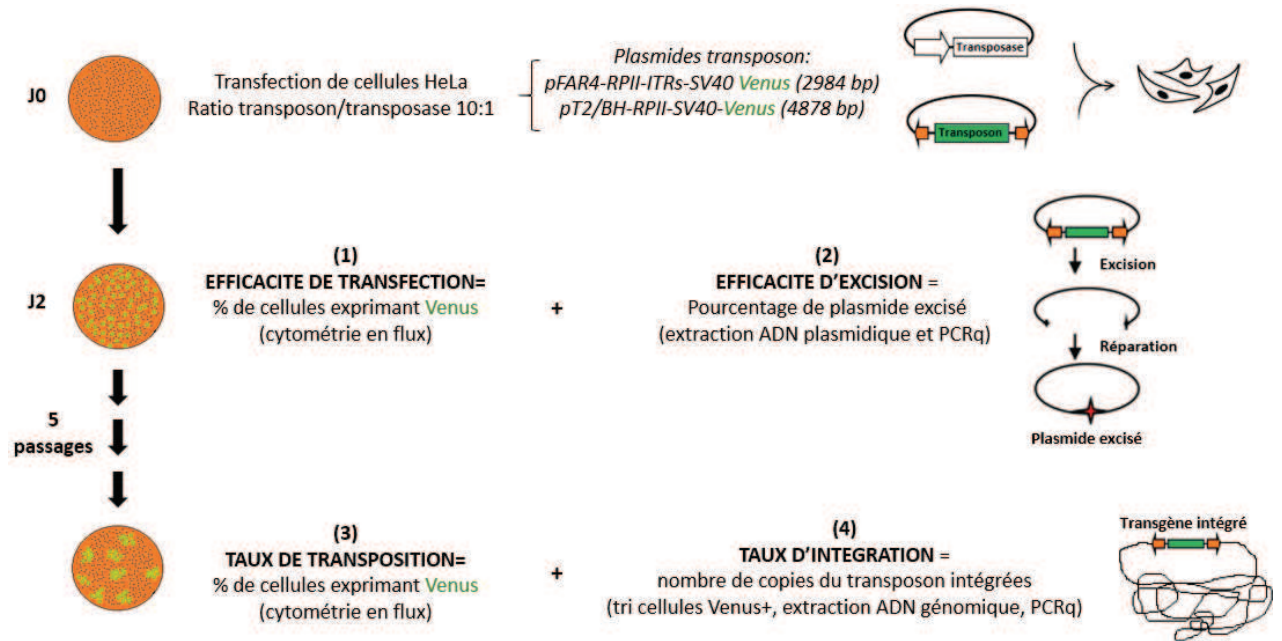 J0
Transfection de cellules HeLa
Ratio transposon/transposase 10:1
Plasmides transposon:
pFAR4-RPII-ITRs-SV40 Venus (2984 bp)
pT2/BH-RPII-SV40-Venus (4878 bp)
Transposase
Transposon
J2
(1)
EFFICACITE DE TRANSFECTION=
% de cellules exprimant Venus
(cytométrie en flux)
+
(2)
EFFICACITE D'EXCISION =
Pourcentage de plasmide excisé
(extraction ADN plasmidique et PCRq)
Excision
Réparation
Plasmide excisé
5
passages
(3)
TAUX DE TRANSPOSITION=
% de cellules exprimant Venus
(cytométrie en flux)
+
(4)
TAUX D'INTEGRATION =
nombre de copies du transposon intégrées
(tri cellules Venus+, extraction ADN génomique, PCRq)
Transgène intégré